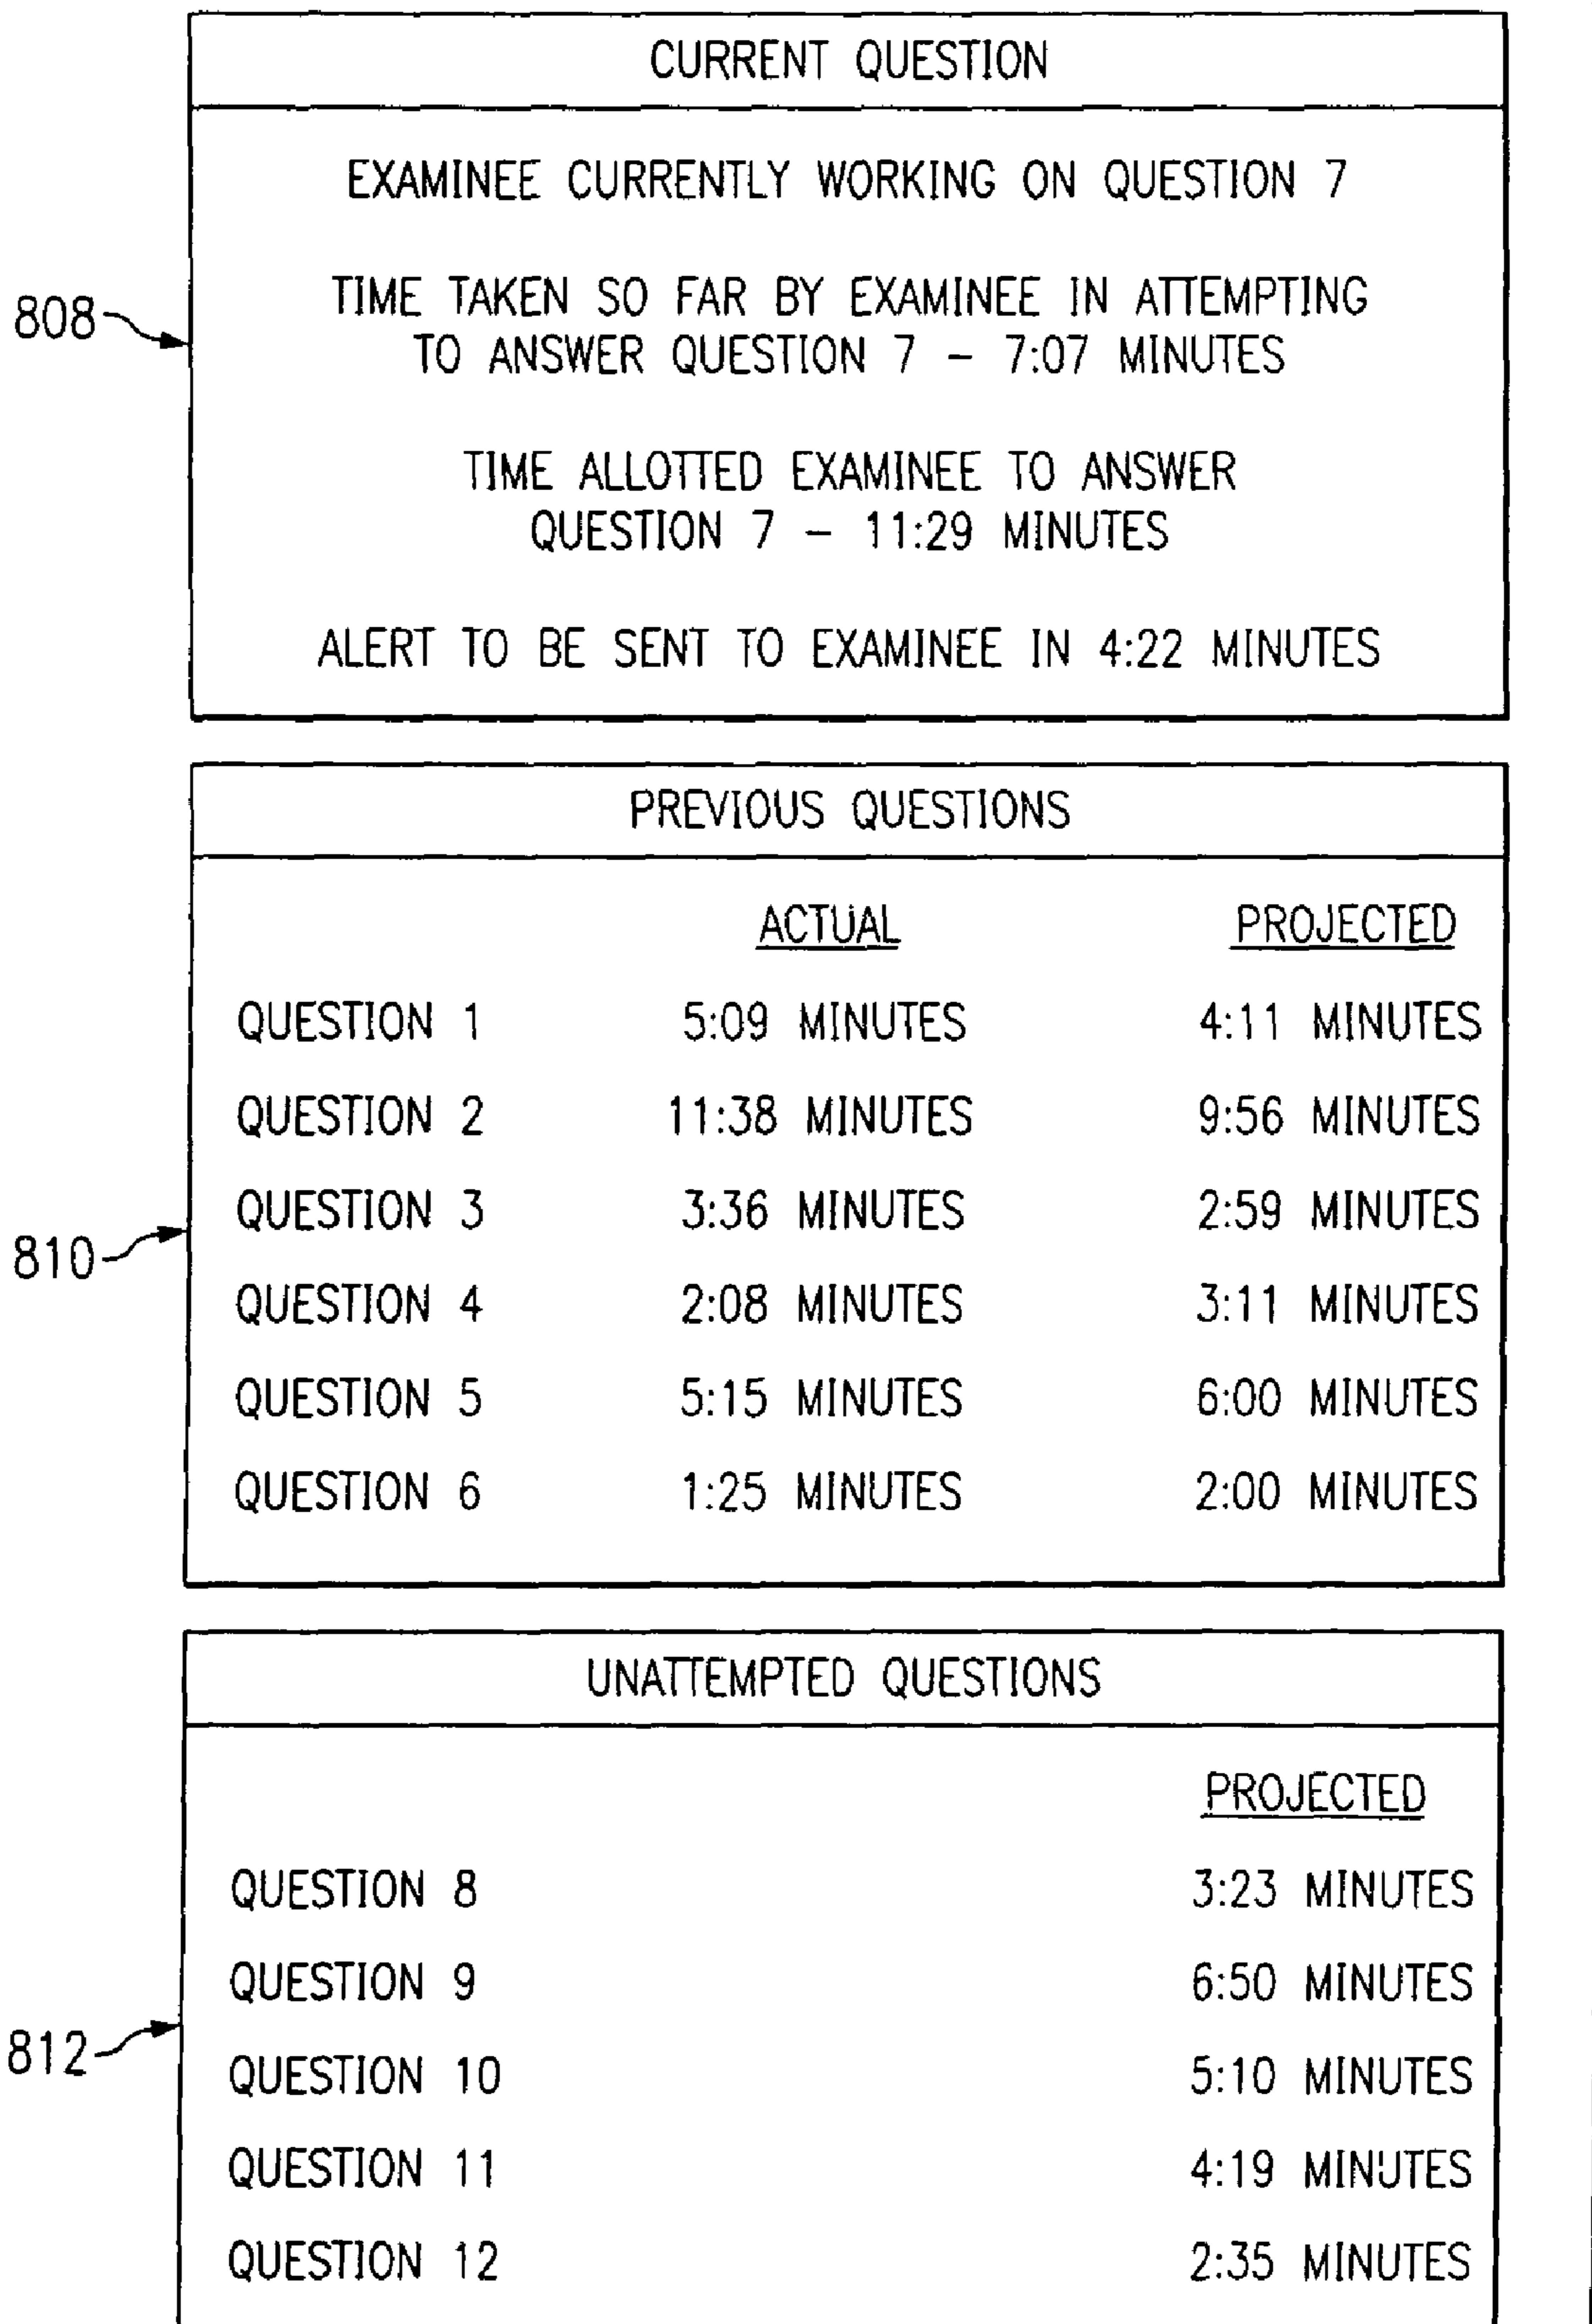 CURRENT QUESTION
EXAMINEE CURRENTLY WORKING ON QUESTION 7
808
TIME TAKEN SO FAR BY EXAMINEE IN ATTEMPTING
TO ANSWER QUESTION 7 – 7:07 MINUTES
TIME ALLOTTED EXAMINEE TO ANSWER
QUESTION 7 – 11:29 MINUTES
ALERT TO BE SENT TO EXAMINEE IN 4:22 MINUTES
PREVIOUS QUESTIONS
ACTUAL PROJECTED
QUESTION 1 5:09 MINUTES 4:11 MINUTES
QUESTION 2 11:38 MINUTES 9:56 MINUTES
QUESTION 3 3:36 MINUTES 2:59 MINUTES
810
QUESTION 4 2:08 MINUTES 3:11 MINUTES
QUESTION 5 5:15 MINUTES 6:00 MINUTES
QUESTION 6 1:25 MINUTES 2:00 MINUTES
UNATTEMPTED QUESTIONS
PROJECTED
QUESTION 8 3:23 MINUTES
QUESTION 9 6:50 MINUTES
812
QUESTION 10 5:10 MINUTES
QUESTION 11 4:19 MINUTES
QUESTION 12 2:35 MINUTES